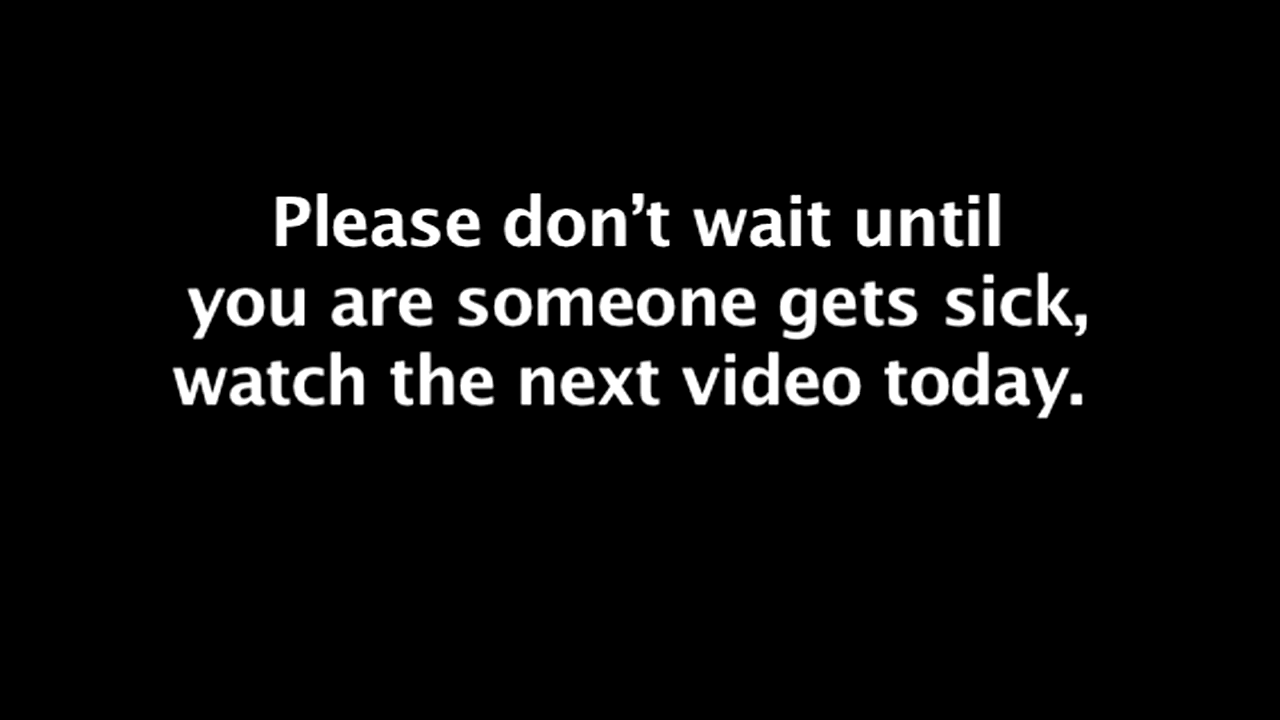 Please don’t wait until
you are someone gets sick,
watch the next video today.